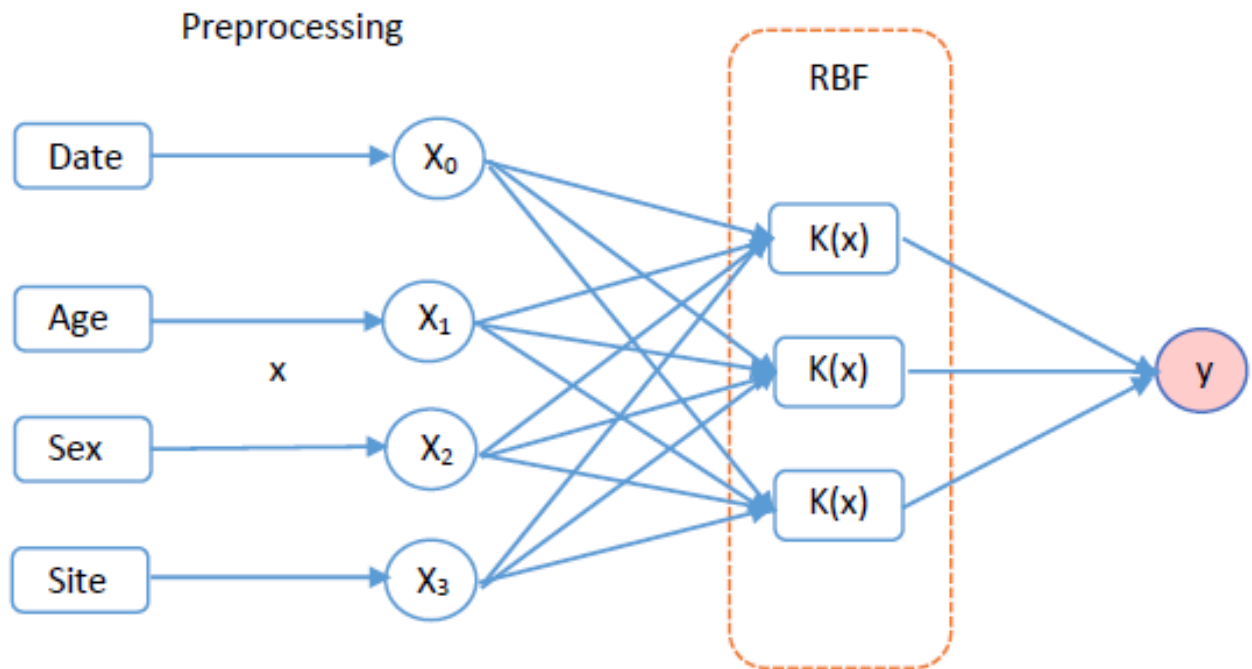 Preprocessing
RBF
Date
X₀
Age
X₁
x
Sex
X₂
Site
X₃
K(x)
K(x)
K(x)
y